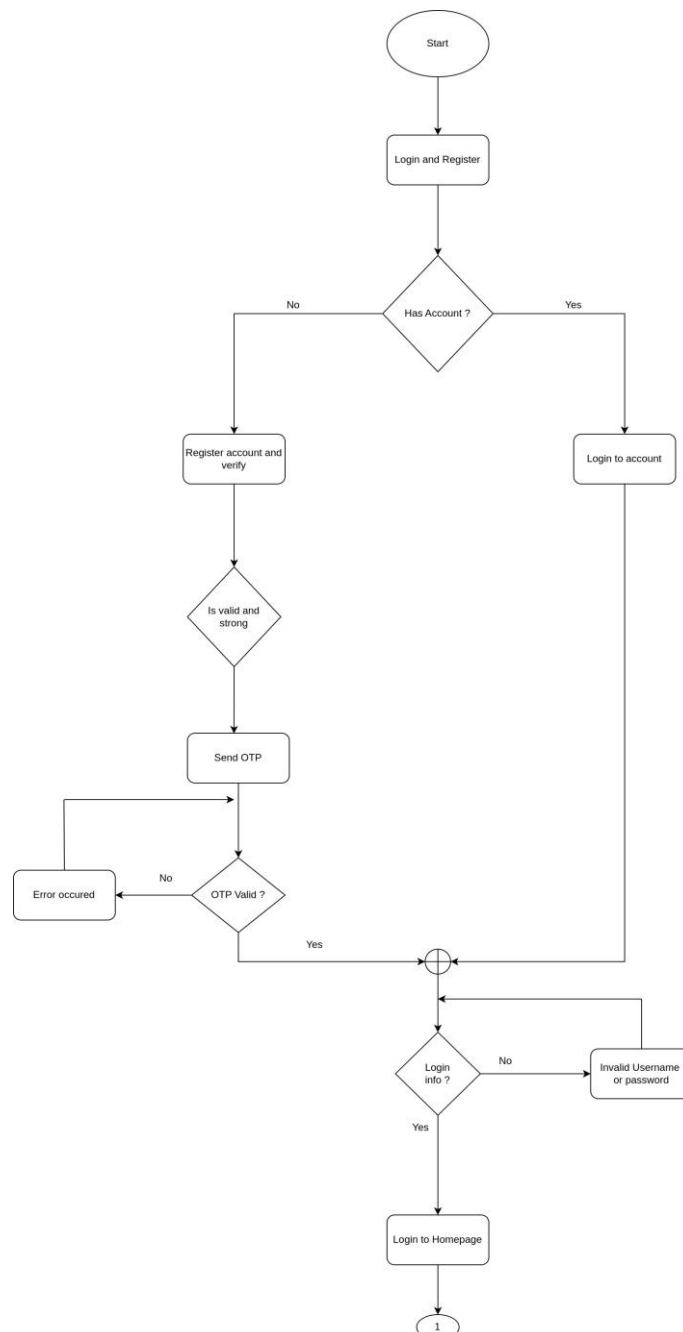 Start
Login and Register
Has Account ?
No
Yes
Register account and
verify
Login to account
Is valid and
strong
Send OTP
Error occured
No
OTP Valid ?
Yes
Login
info ?
No
Invalid Username
or password
Yes
Login to Homepage
1